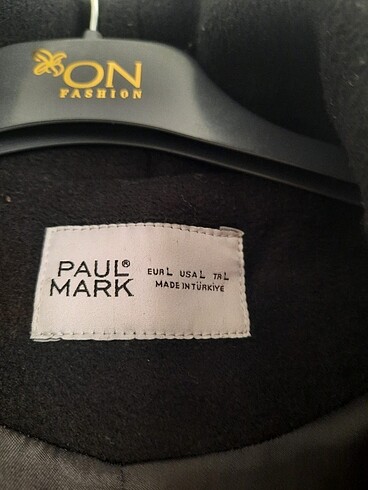 ON
FASHION
PAUL®
MARK
EUR L USA L TR L
MADE IN TÜRKİYE